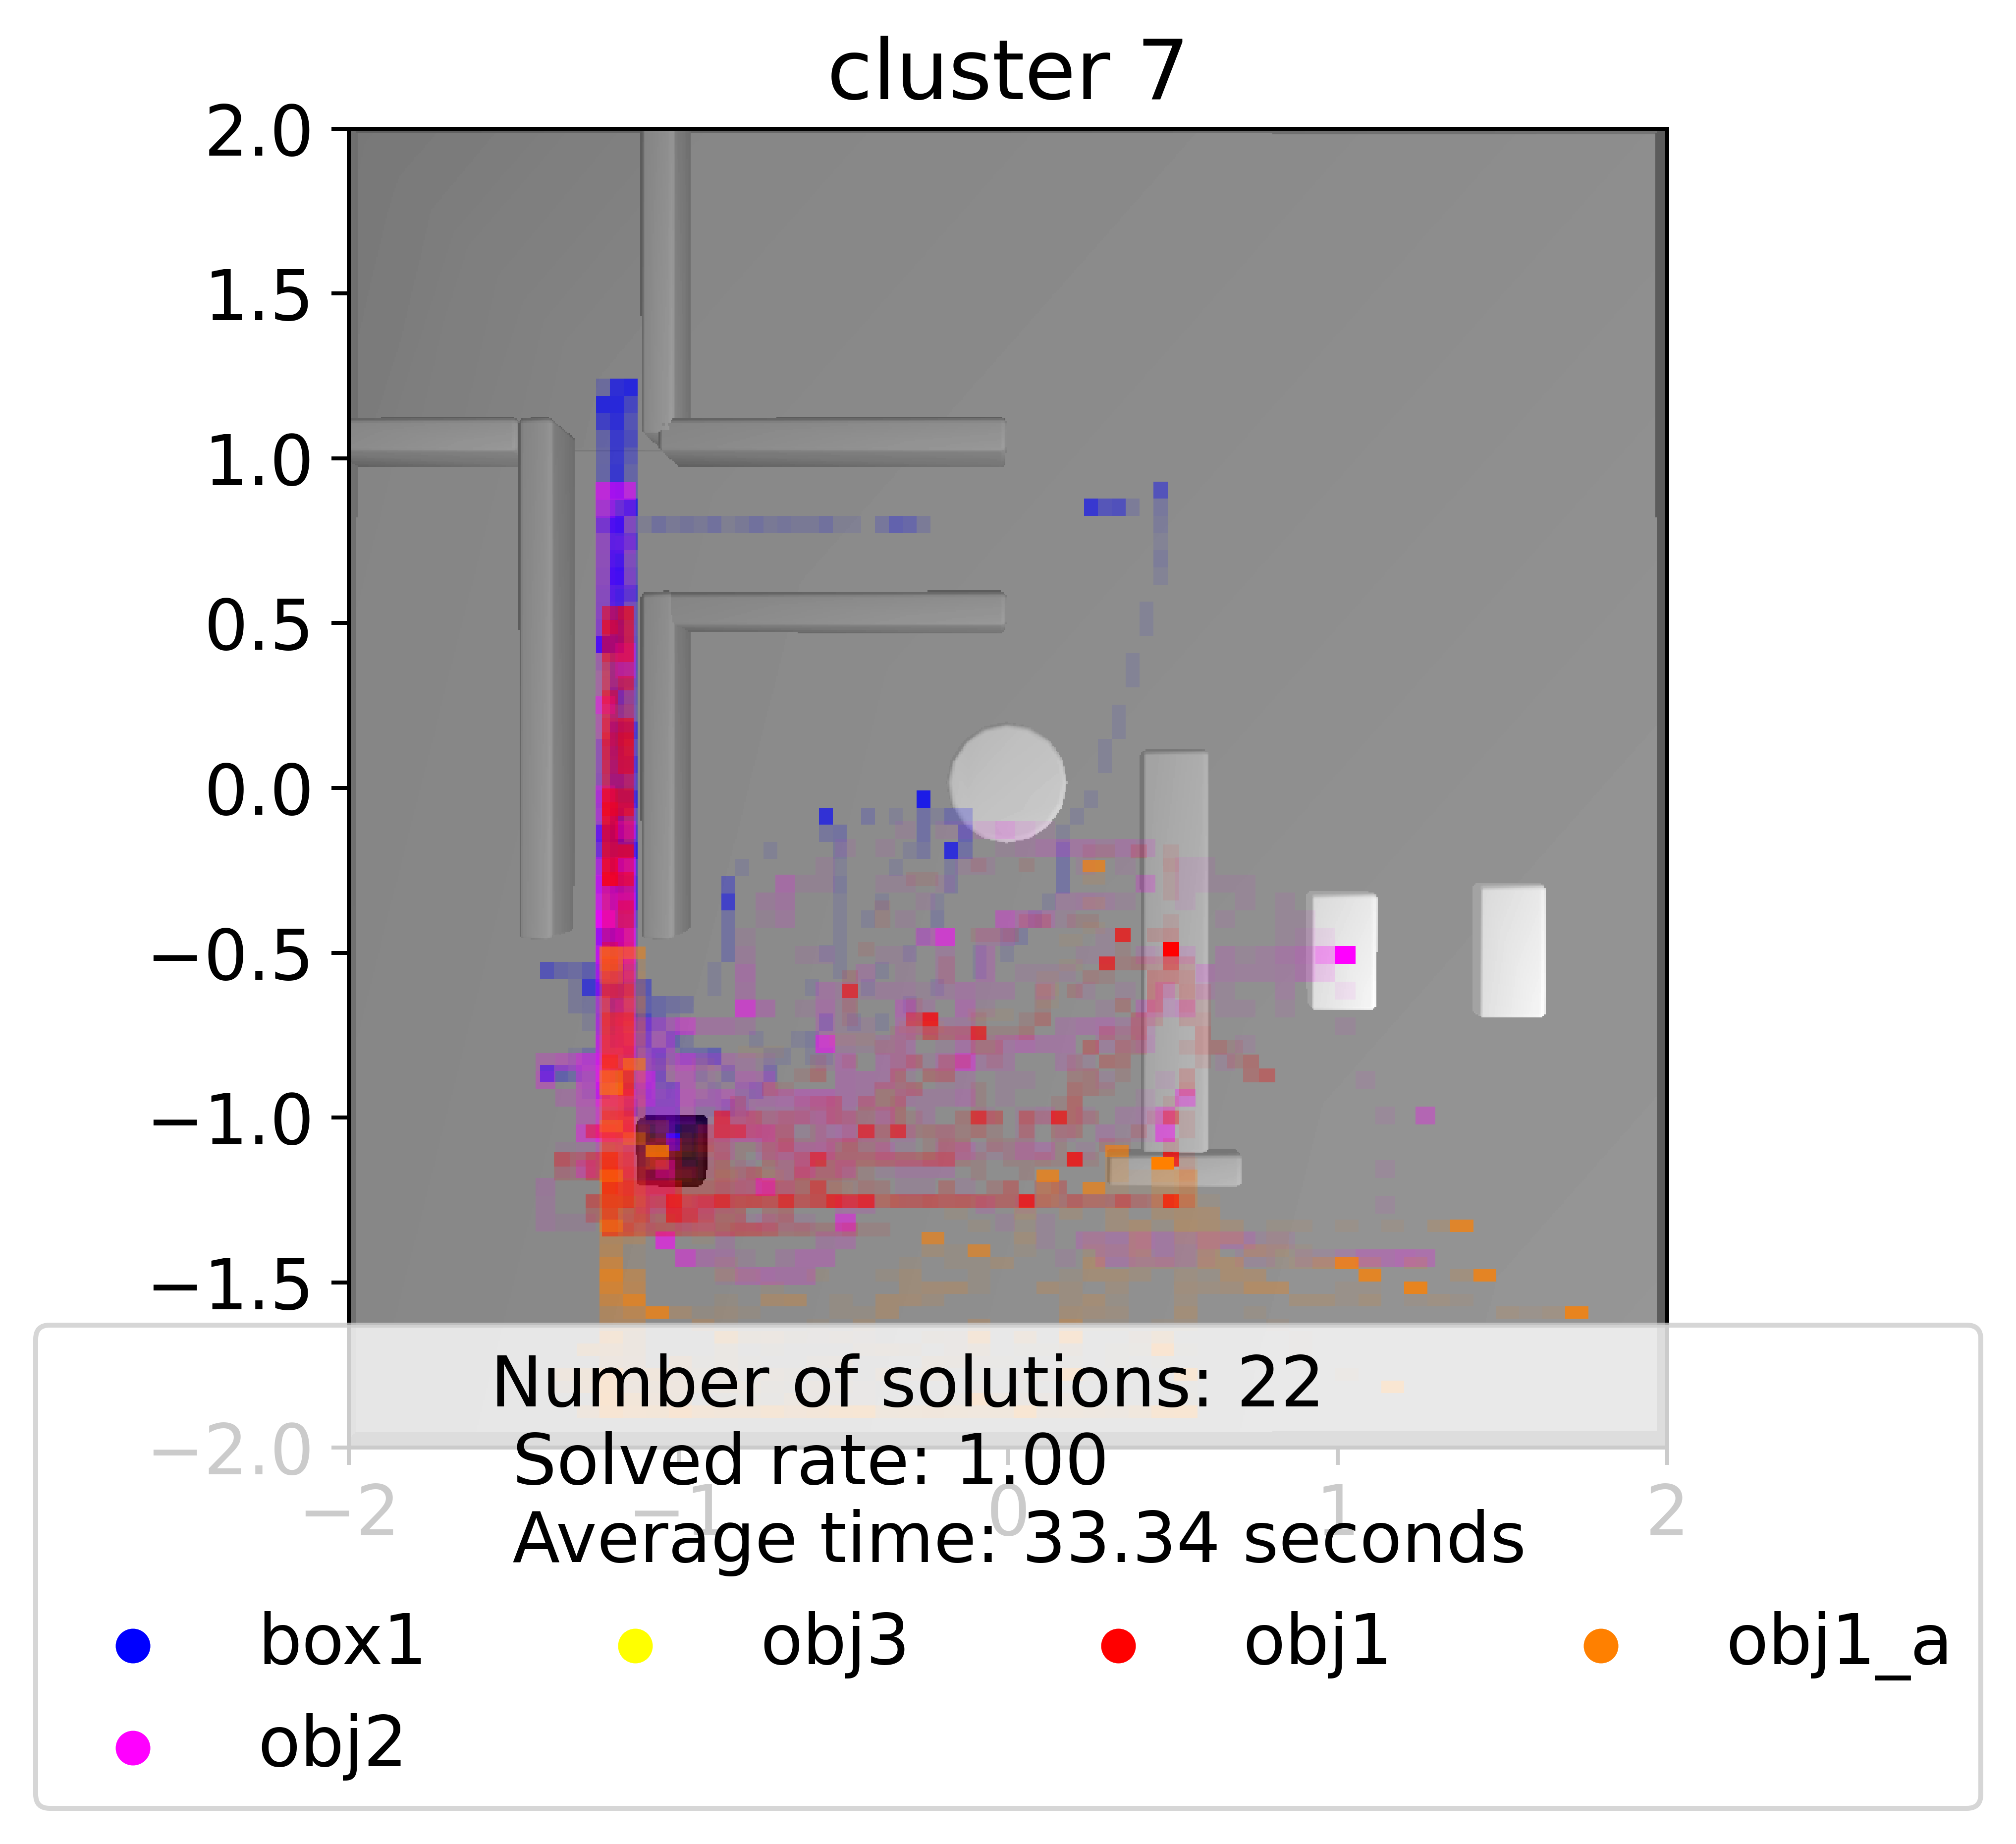 cluster 7
2.0
1.5
1.0
0.5
0.0
−0.5
−1.0
−1.5
−2.0
−2 −1 0 1 2
Number of solutions: 22
Solved rate: 1.00
Average time: 33.34 seconds
box1 obj3 obj1 obj1_a
obj2